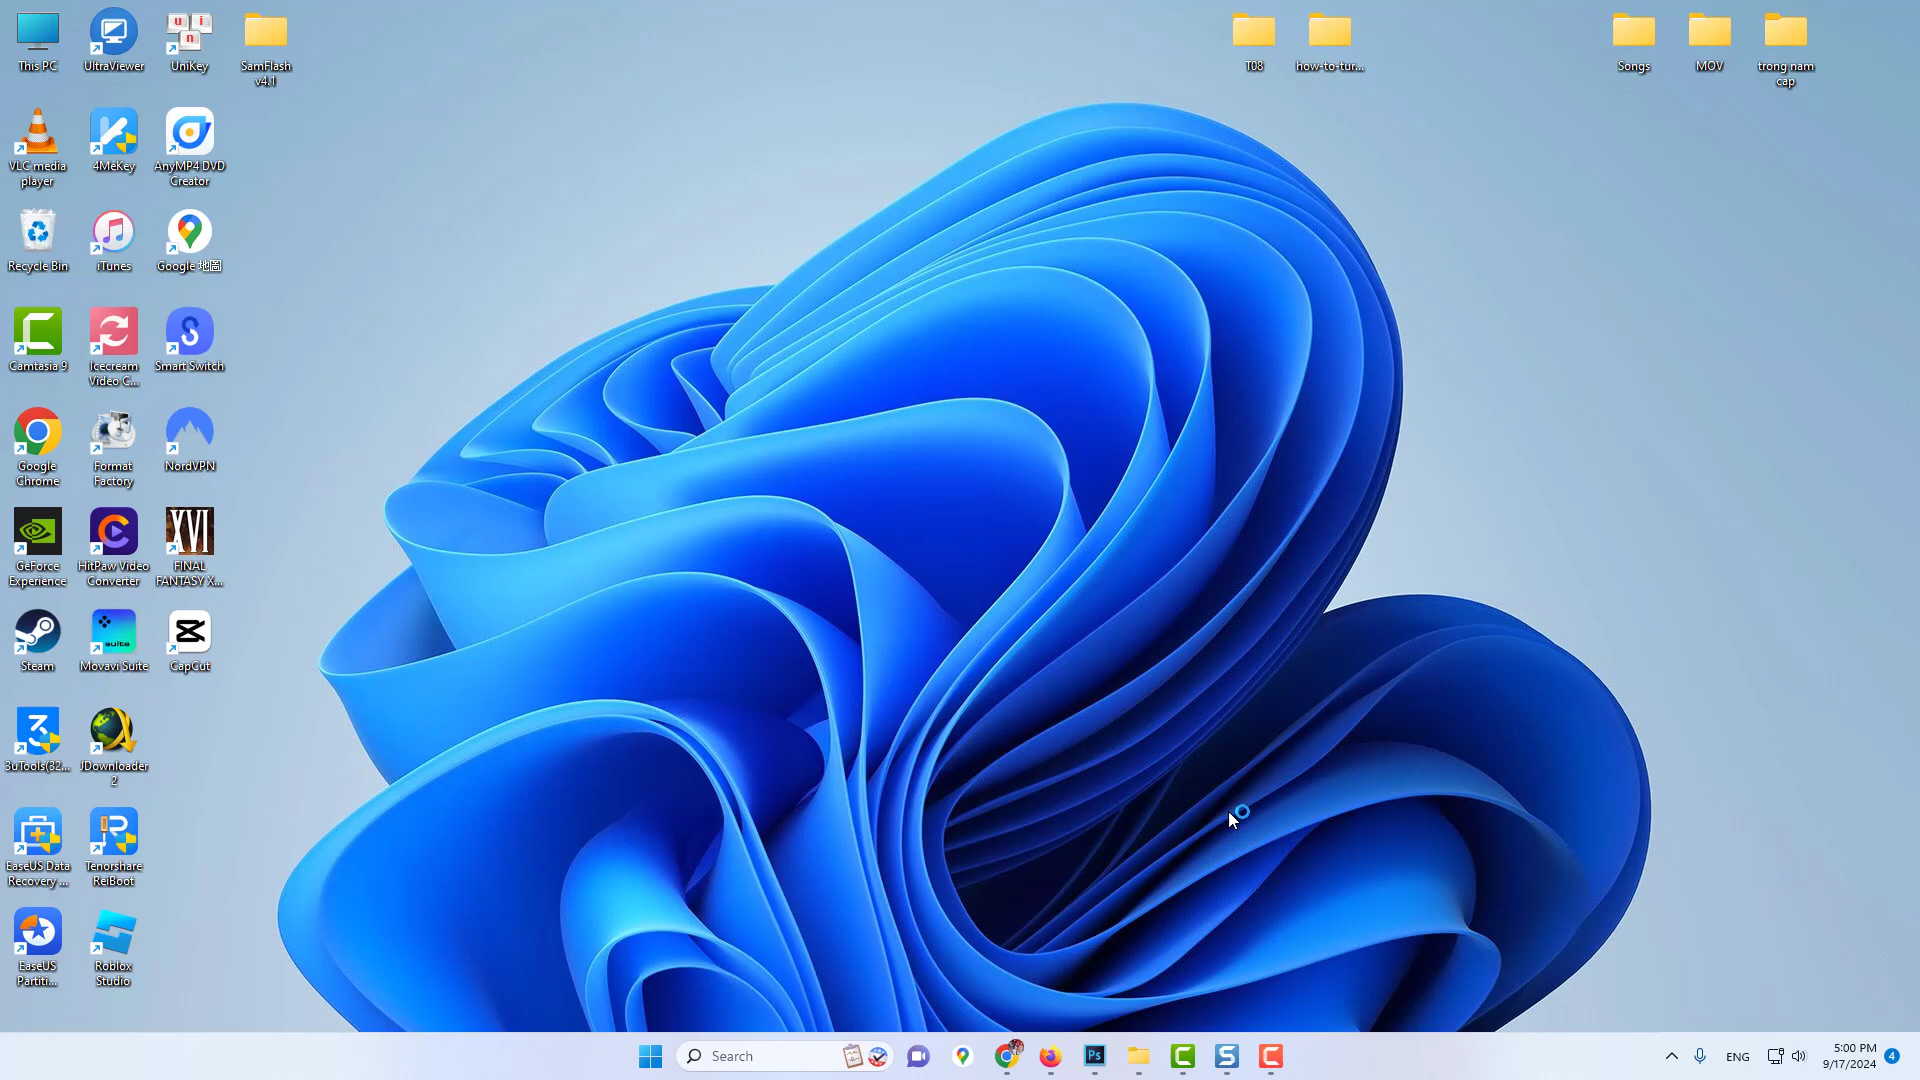 This PC
UltraViewer
UniKey
SamFlash
v4.1
T08
how-to-tur...
Songs
MOV
trong nam
cap
VLC media
player
4MeKey
AnyMP4 DVD
Creator
Recycle Bin
iTunes
Google 地圖
Camtasia 9
Icecream
Video C...
Smart Switch
Google
Chrome
Format
Factory
NordVPN
GeForce
Experience
HitPaw Video
Converter
XVI
FINAL
FANTASY X...
Steam
suite
Movavi Suite
CapCut
3uTools(32...
JDownloader
2
EaseUS Data
Recovery ...
Tenorshare
ReiBoot
EaseUS
Partiti...
Roblox
Studio
Search
Ps
ENG
5:00 PM
9/17/2024
4